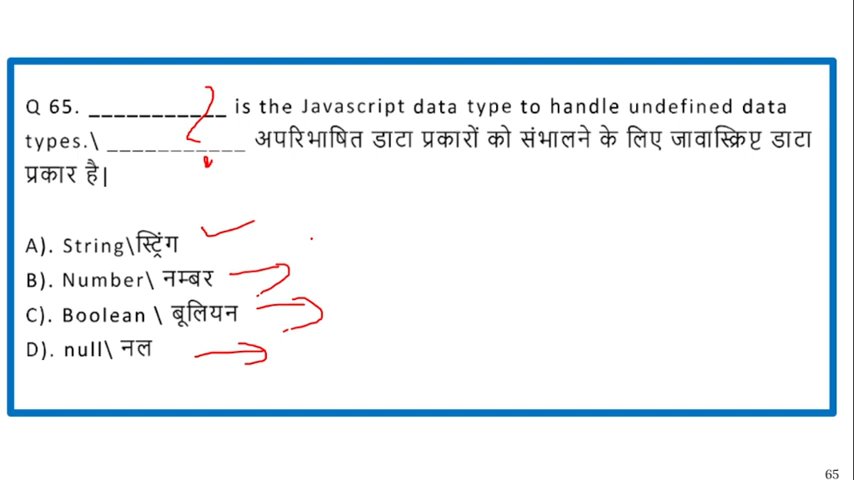 Q 65. ___________ is the Javascript data type to handle undefined data
types.\ ___________ अपरिभाषित डाटा प्रकारों को संभालने के लिए जावास्क्रिप्ट डाटा
प्रकार है|
A). String\स्ट्रिंग
B). Number\ नम्बर
C). Boolean \ बूलियन
D). null\ नल
65